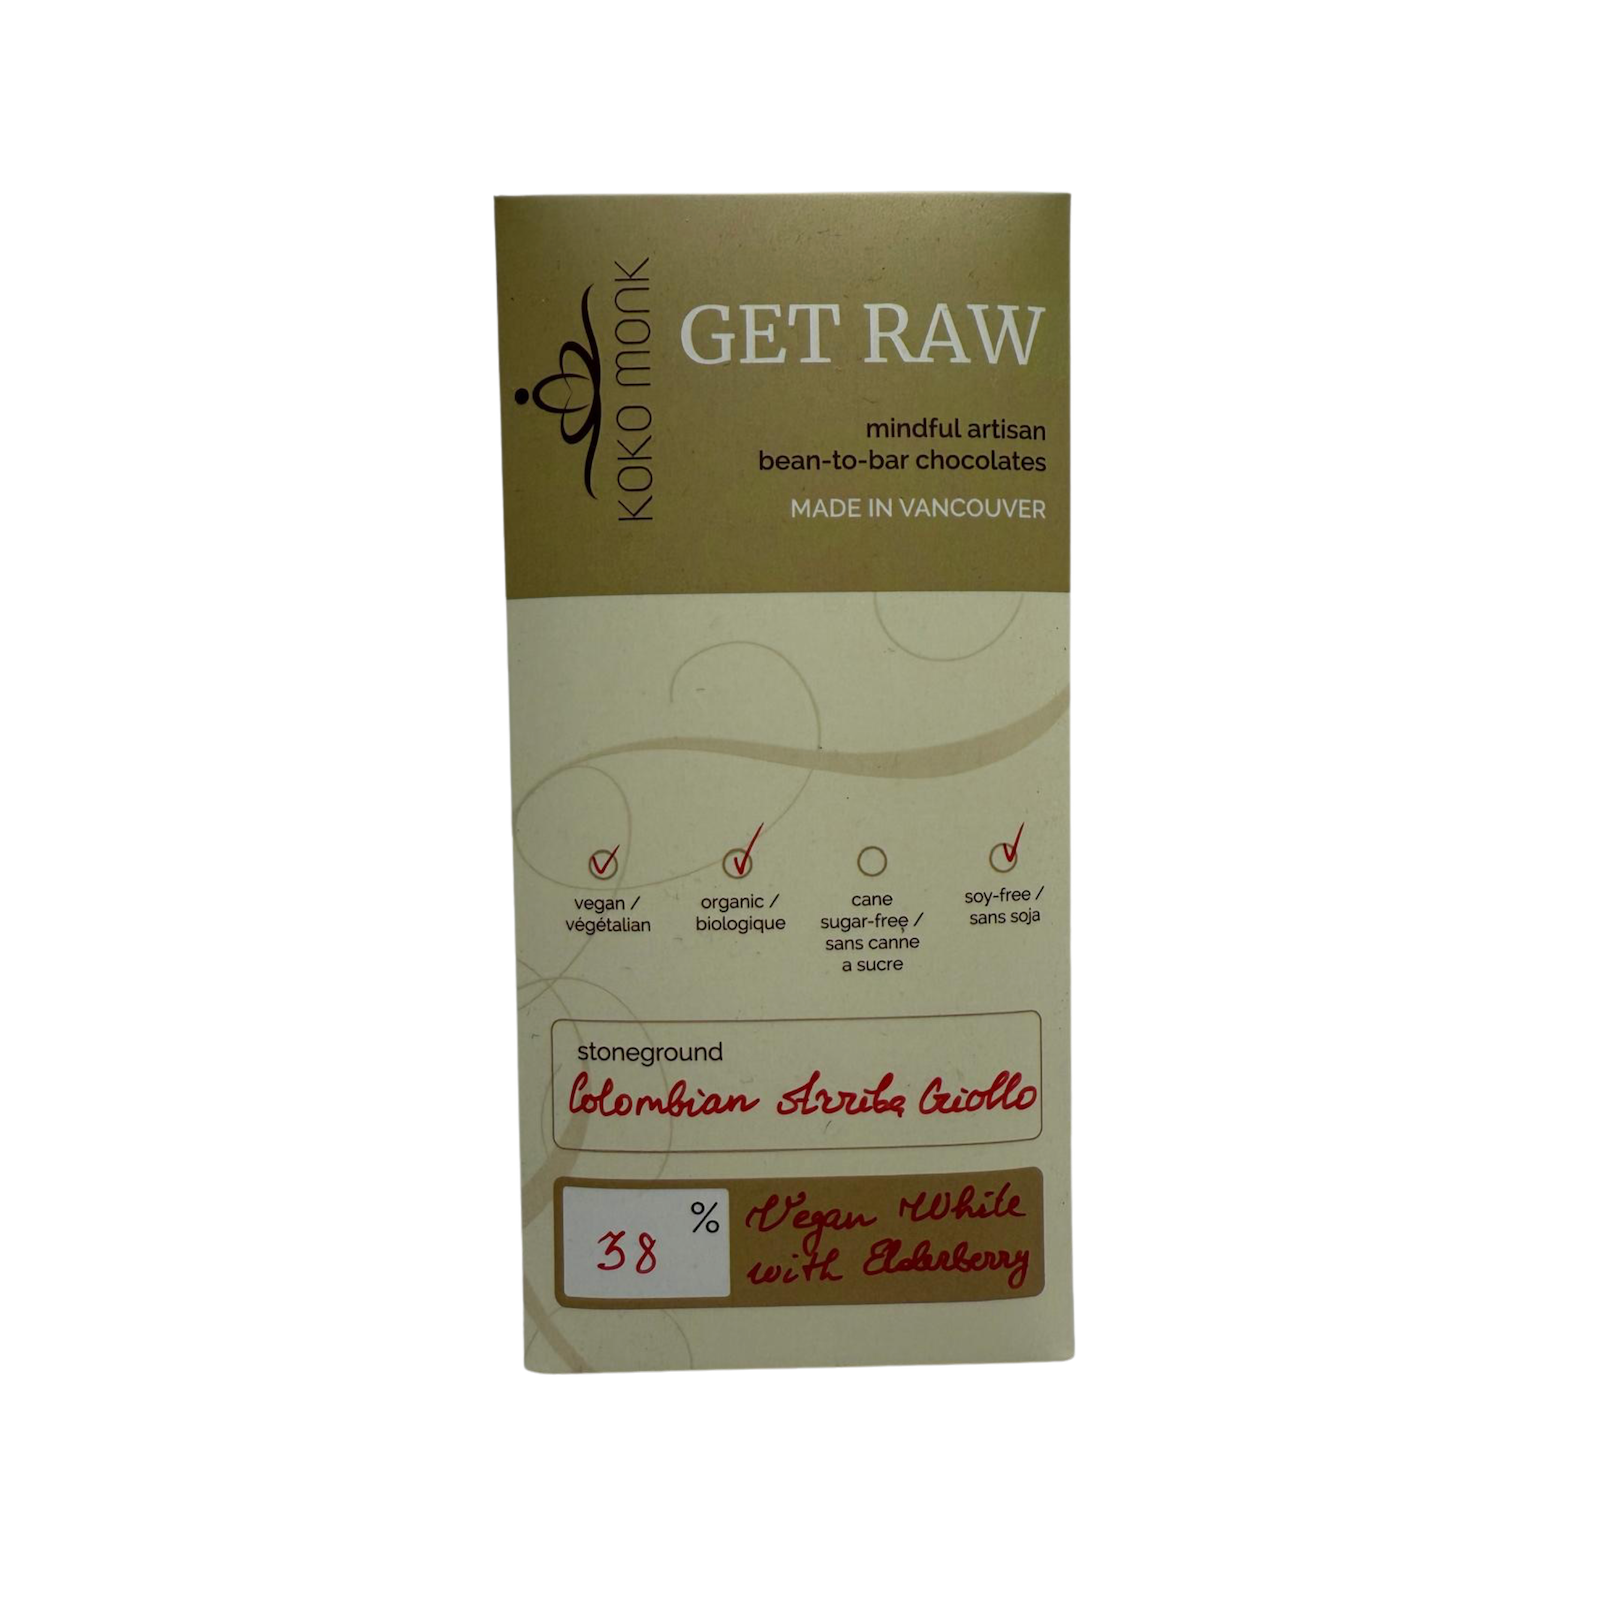 KOKO MONK
GET RAW
mindful artisan
bean-to-bar chocolates
MADE IN VANCOUVER
vegan /
végétalian
organic /
biologique
cane
sugar-free /
sans canne
a sucre
soy-free /
sans soja
stoneground
Colombian Arriba Criollo
38 %
Vegan White
with Elderberry